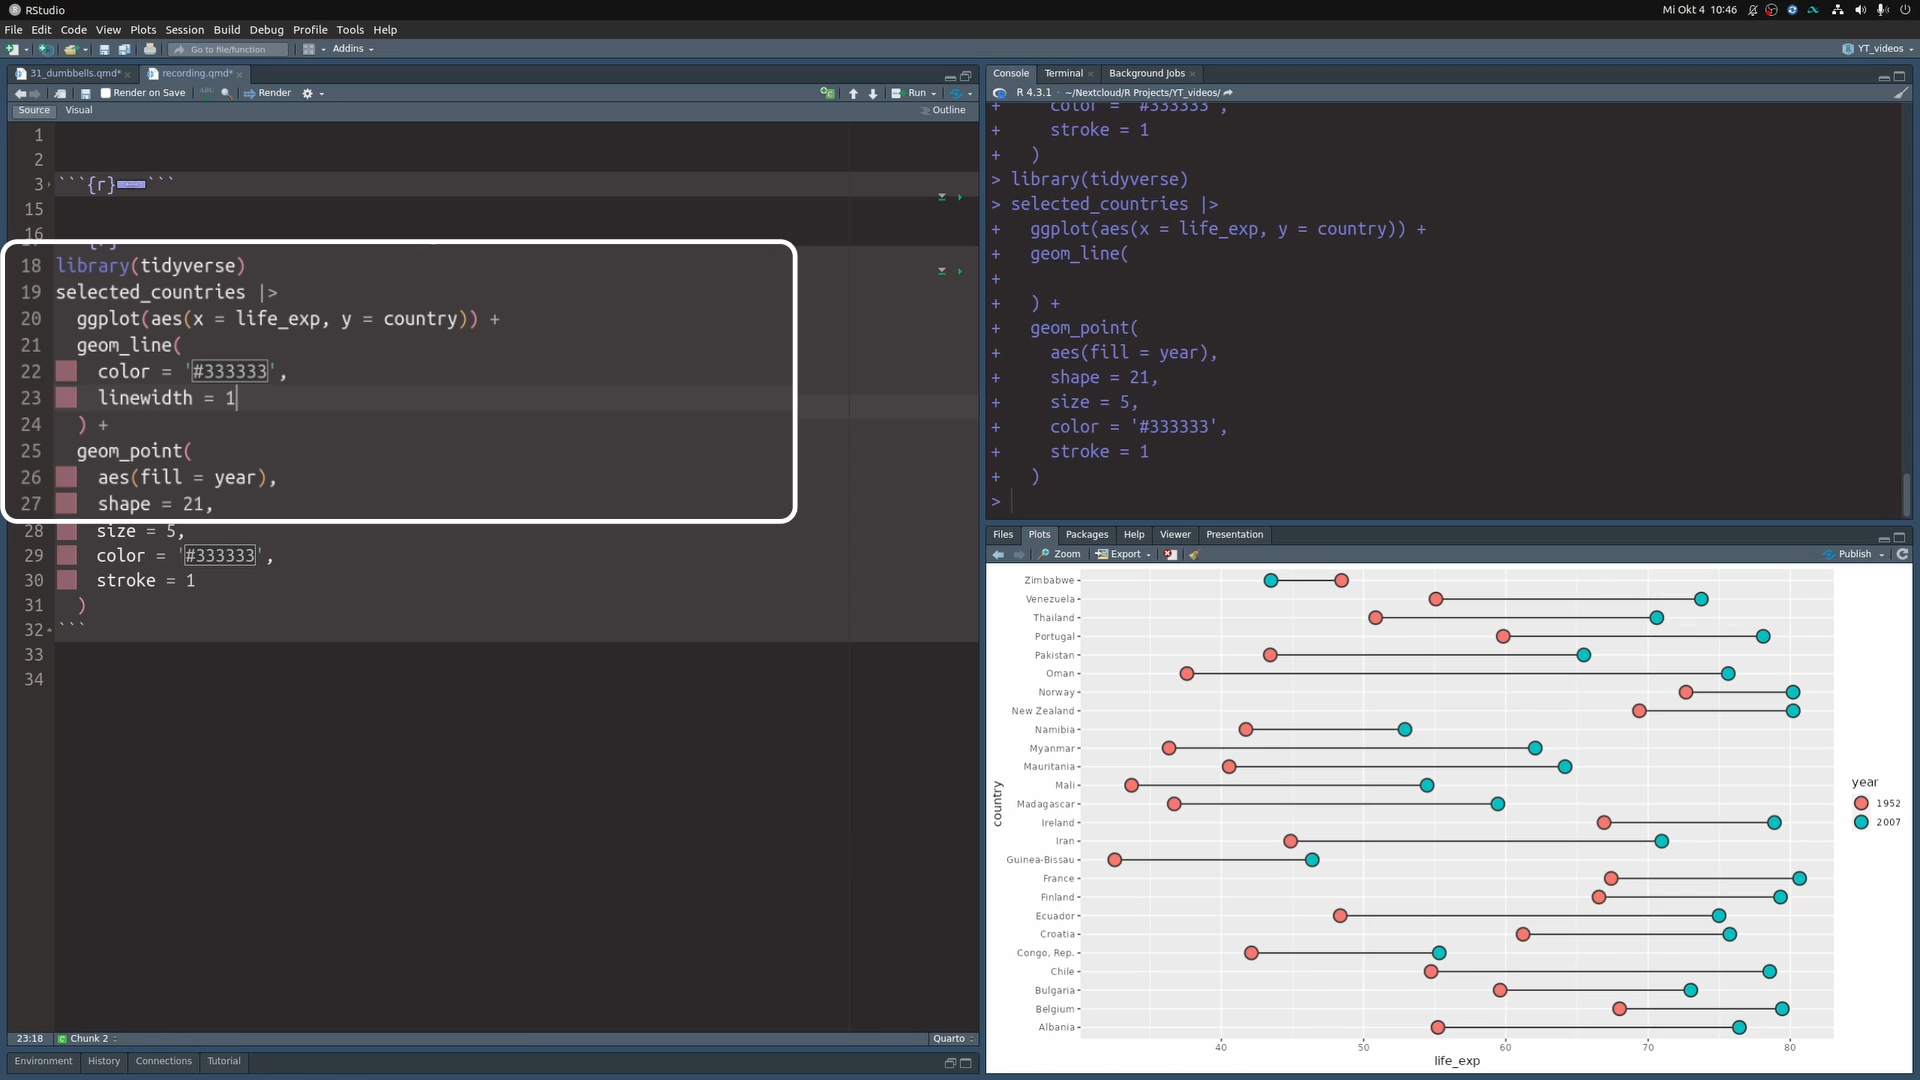 RStudio
Mi Okt 4 10:46
File Edit Code View Plots Session Build Debug Profile Tools Help
Go to file/function
Addins
YT_videos
31_dumbbells.qmd*
recording.qmd*
Render on Save
ABC
Render
Run
Source
Visual
Outline
1
2
3 ```{r} ```
15
16
18 library(tidyverse)
19 selected_countries |>
20 ggplot(aes(x = life_exp, y = country)) +
21 geom_line(
22 color = '#333333',
23 linewidth = 1
24 ) +
25 geom_point(
26 aes(fill = year),
27 shape = 21,
28 size = 5,
29 color = '#333333',
30 stroke = 1
31 )
32 ```
33
34
23:18
Chunk 2
Quarto
Environment
History
Connections
Tutorial
Console
Terminal
Background Jobs
R 4.3.1 · ~/Nextcloud/R Projects/YT_videos/
+ color = '#333333',
+ stroke = 1
+ )
> library(tidyverse)
> selected_countries |>
+ ggplot(aes(x = life_exp, y = country)) +
+ geom_line(
+
+ ) +
+ geom_point(
+ aes(fill = year),
+ shape = 21,
+ size = 5,
+ color = '#333333',
+ stroke = 1
+ )
>
Files
Plots
Packages
Help
Viewer
Presentation
Zoom
Export
Publish
Zimbabwe
Venezuela
Thailand
Portugal
Pakistan
Oman
Norway
New Zealand
Namibia
Myanmar
Mauritania
Mali
Madagascar
Ireland
Iran
Guinea-Bissau
France
Finland
Ecuador
Croatia
Congo, Rep.
Chile
Bulgaria
Belgium
Albania
country
40
50
60
70
80
life_exp
year
1952
2007